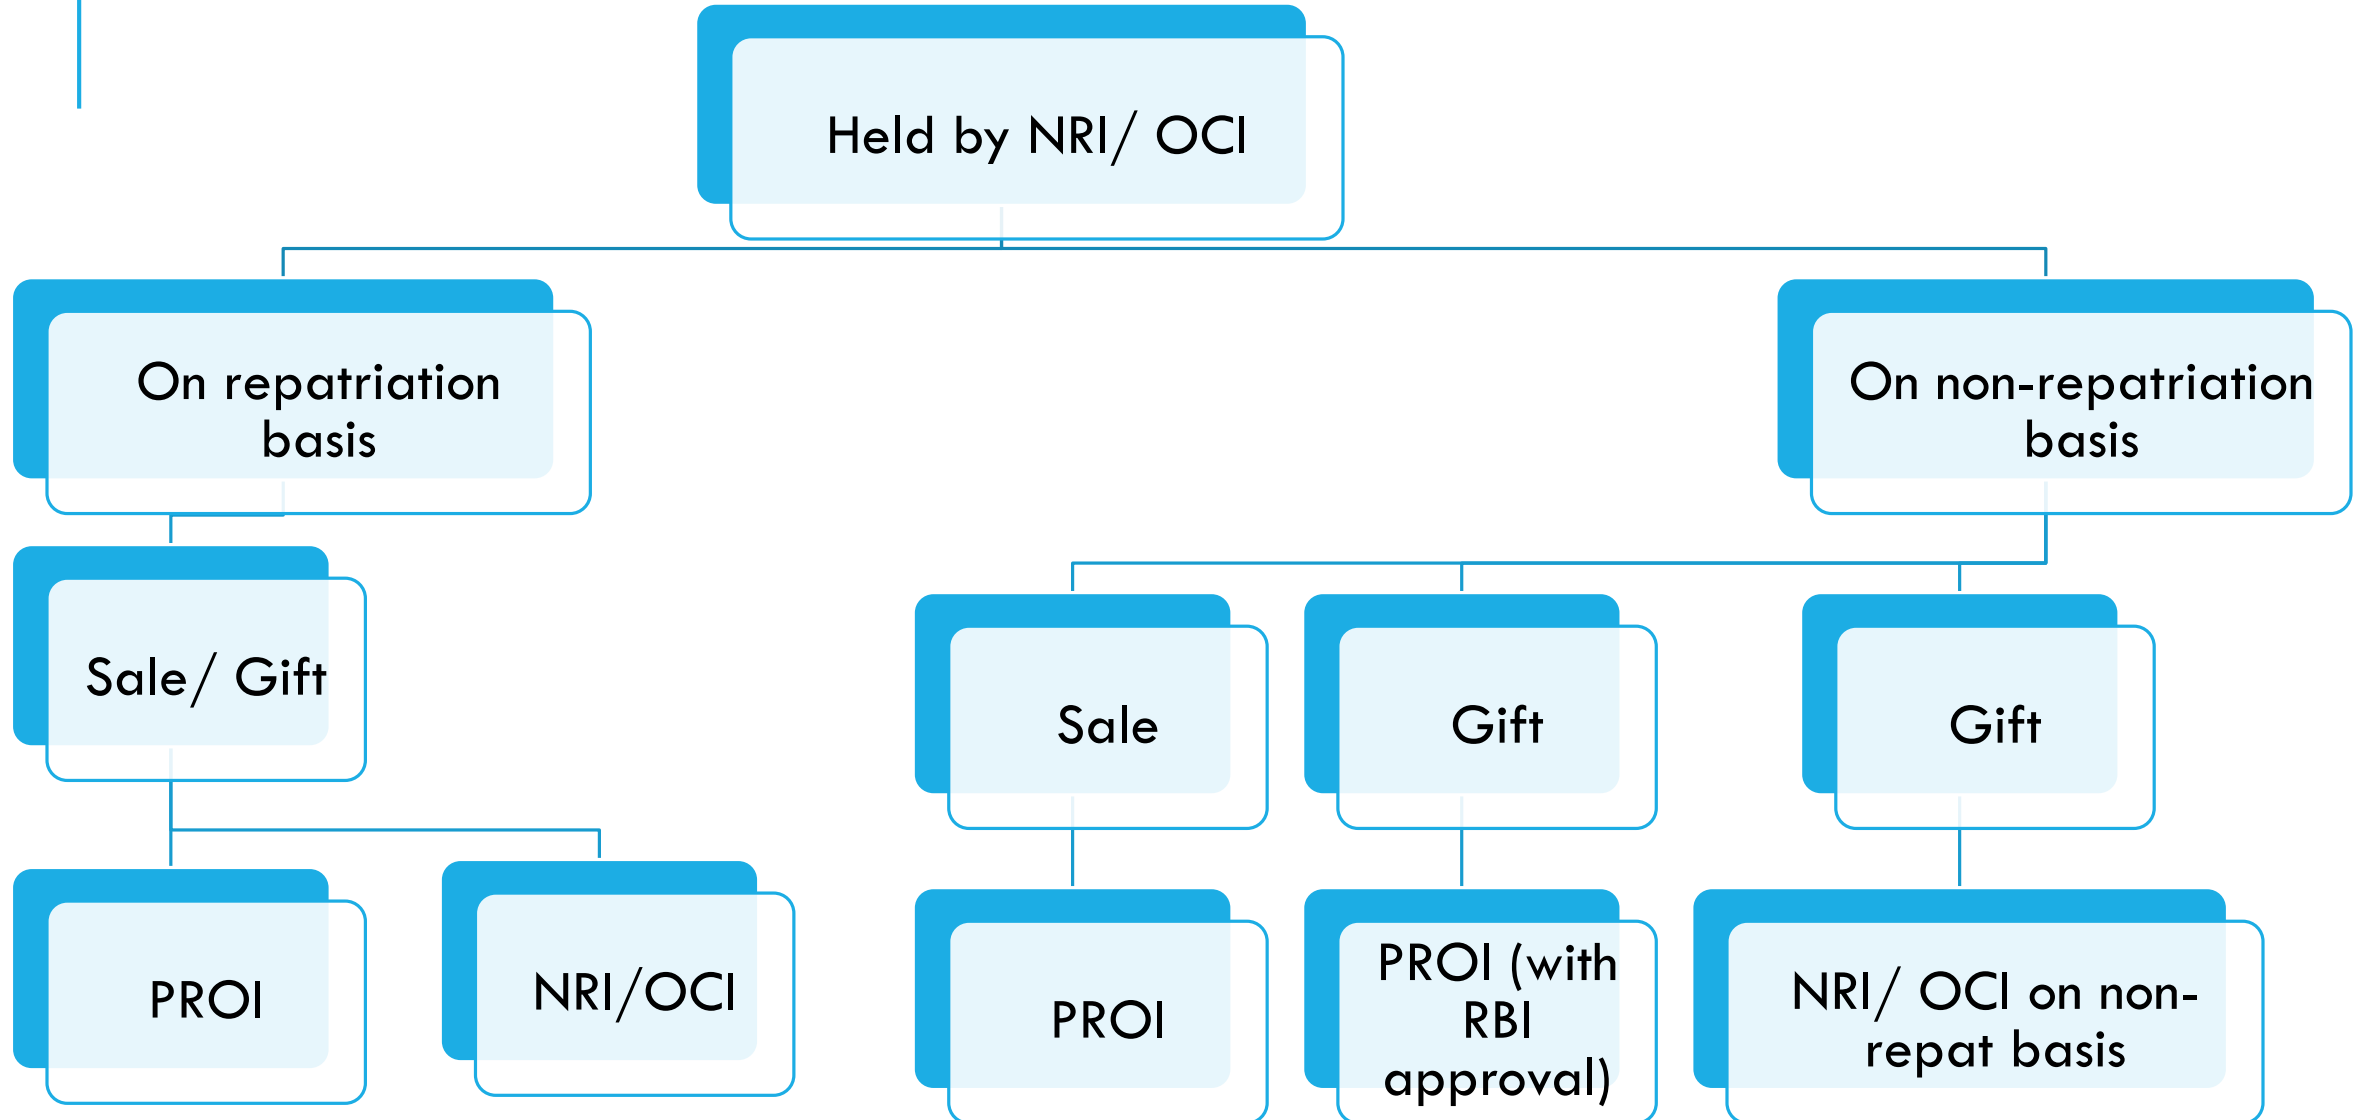 Held by NRI/ OCI
On repatriation
basis
On non-repatriation
basis
Sale/ Gift
Sale
Gift
Gift
PROI
NRI/OCI
PROI
PROI (with
RBI
approval)
NRI/ OCI on non-
repat basis